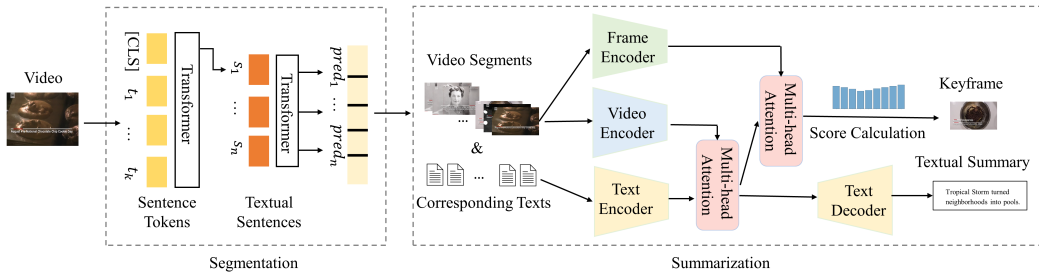 Video
[CLS]
t₁
...
tₖ
Transformer
Sentence
Tokens
s₁
...
sₙ
Transformer
Textual
Sentences
pred₁
...
predₙ
Segmentation
Video Segments
...
&
...
Corresponding Texts
Frame
Encoder
Video
Encoder
Text
Encoder
Multi-head
Attention
Multi-head
Attention
Score Calculation
Text
Decoder
Keyframe
Textual Summary
Tropical Storm turned
neighborhoods into pools.
Summarization